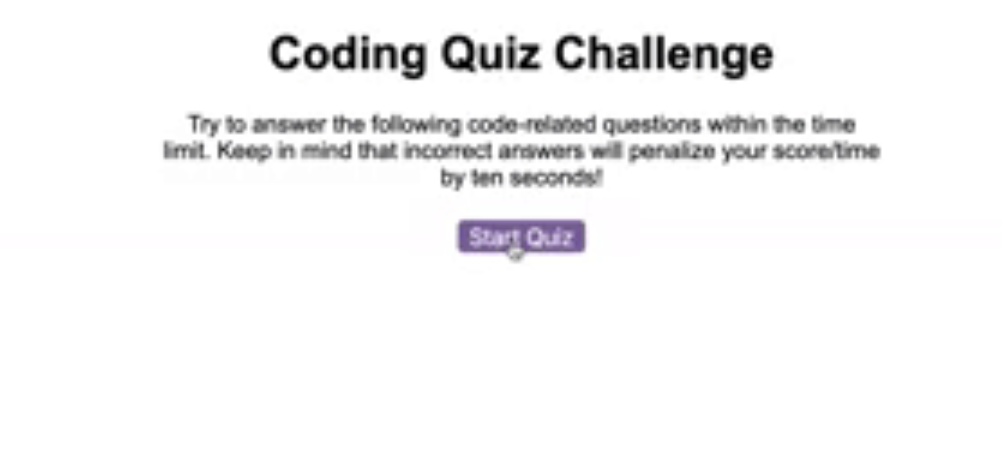 Coding Quiz Challenge
Try to answer the following code-related questions within the time
limit. Keep in mind that incorrect answers will penalize your score/time
by ten seconds!
Start Quiz